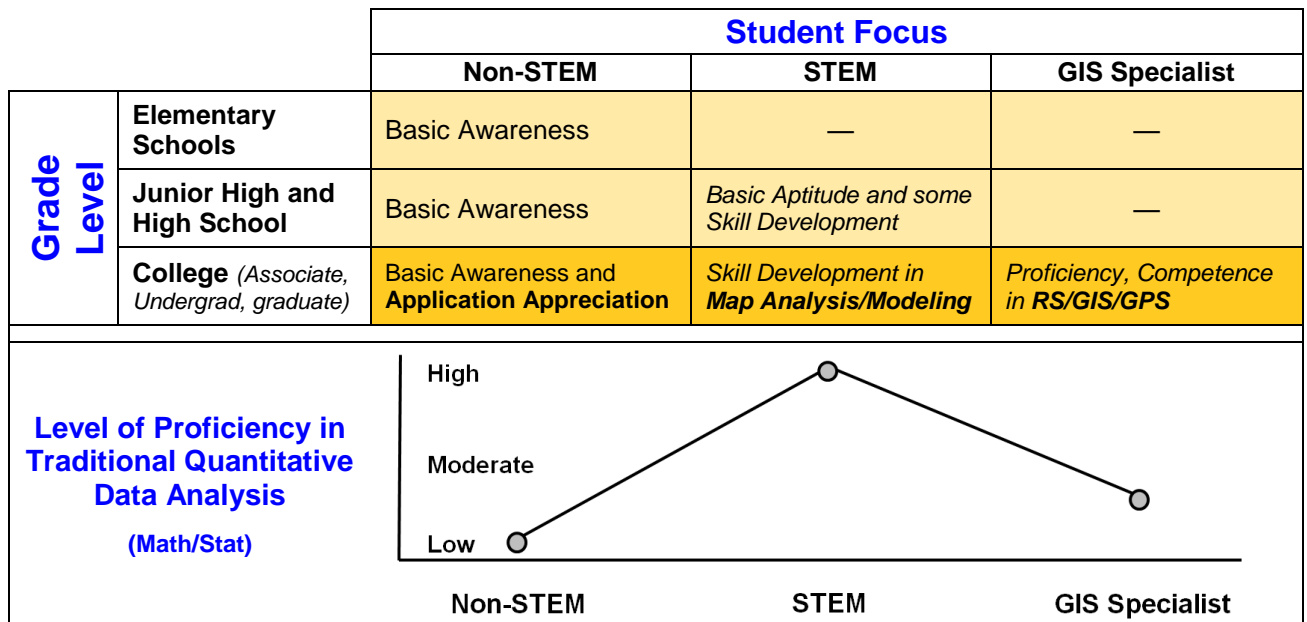 Student Focus
Non-STEM STEM GIS Specialist
Grade
Level
Elementary
Schools
Basic Awareness — —
Junior High and
High School
Basic Awareness
Basic Aptitude and some
Skill Development
—
College (Associate,
Undergrad, graduate)
Basic Awareness and
Application Appreciation
Skill Development in
Map Analysis/Modeling
Proficiency, Competence
in RS/GIS/GPS
Level of Proficiency in
Traditional Quantitative
Data Analysis
(Math/Stat)
High
Moderate
Low
Non-STEM STEM GIS Specialist